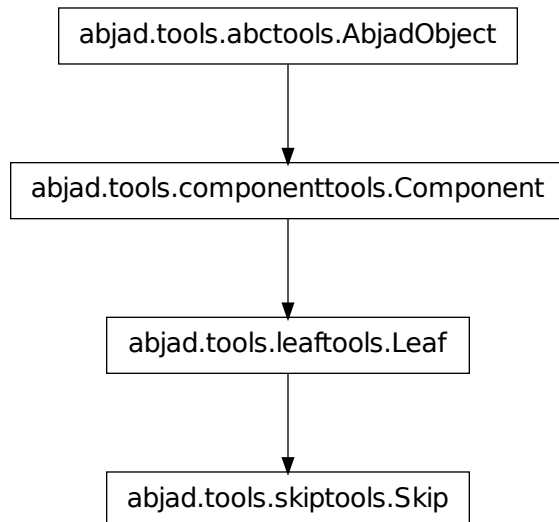 abjad.tools.abctools.AbjadObject
abjad.tools.componenttools.Component
abjad.tools.leaftools.Leaf
abjad.tools.skiptools.Skip